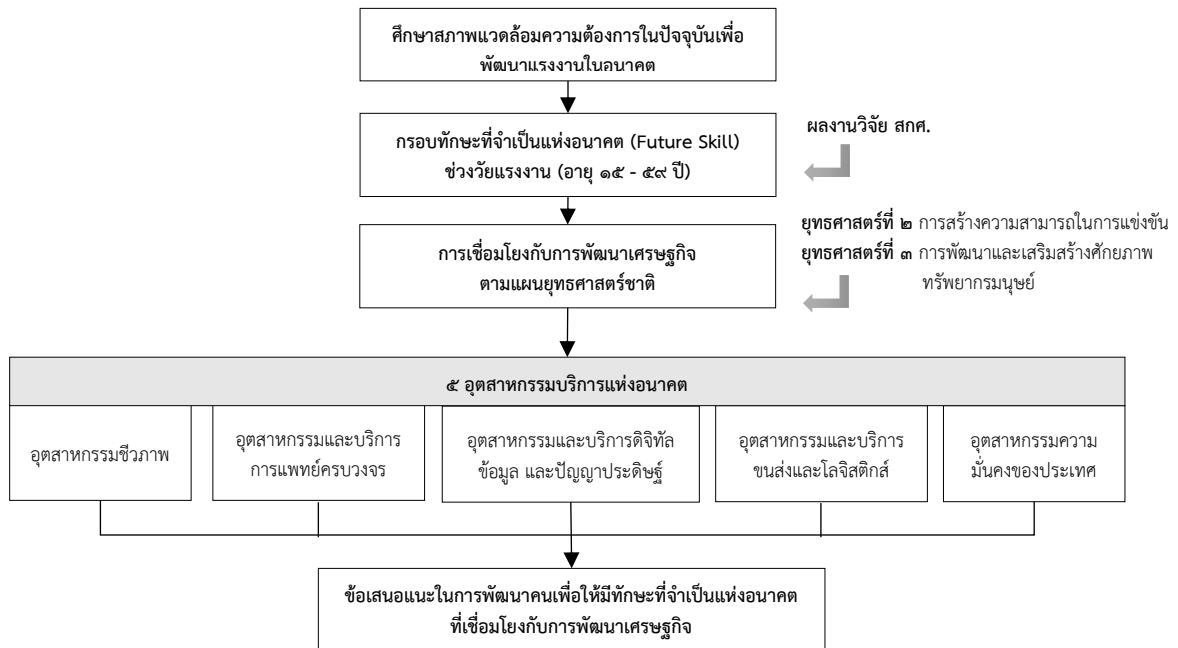 ศึกษาสภาพแวดล้อมความต้องการในปัจจุบันเพื่อ
พัฒนาแรงงานในอนาคต
กรอบทักษะที่จำเป็นแห่งอนาคต (Future Skill)
ช่วงวัยแรงงาน (อายุ ๑๕ - ๕๙ ปี)
ผลงานวิจัย สกศ.
การเชื่อมโยงกับการพัฒนาเศรษฐกิจ
ตามแผนยุทธศาสตร์ชาติ
ยุทธศาสตร์ที่ ๒ การสร้างความสามารถในการแข่งขัน
ยุทธศาสตร์ที่ ๓ การพัฒนาและเสริมสร้างศักยภาพ
ทรัพยากรมนุษย์
๕ อุตสาหกรรมบริการแห่งอนาคต
อุตสาหกรรมชีวภาพ
อุตสาหกรรมและบริการ
การแพทย์ครบวงจร
อุตสาหกรรมและบริการดิจิทัล
ข้อมูล และปัญญาประดิษฐ์
อุตสาหกรรมและบริการ
ขนส่งและโลจิสติกส์
อุตสาหกรรมความ
มั่นคงของประเทศ
ข้อเสนอแนะในการพัฒนาคนเพื่อให้มีทักษะที่จำเป็นแห่งอนาคต
ที่เชื่อมโยงกับการพัฒนาเศรษฐกิจ